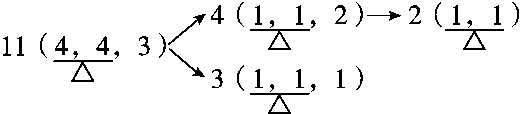 4 (1, 1, 2) → 2 (1, 1)
△ △
11 (4, 4, 3)
△
3 (1, 1, 1)
△